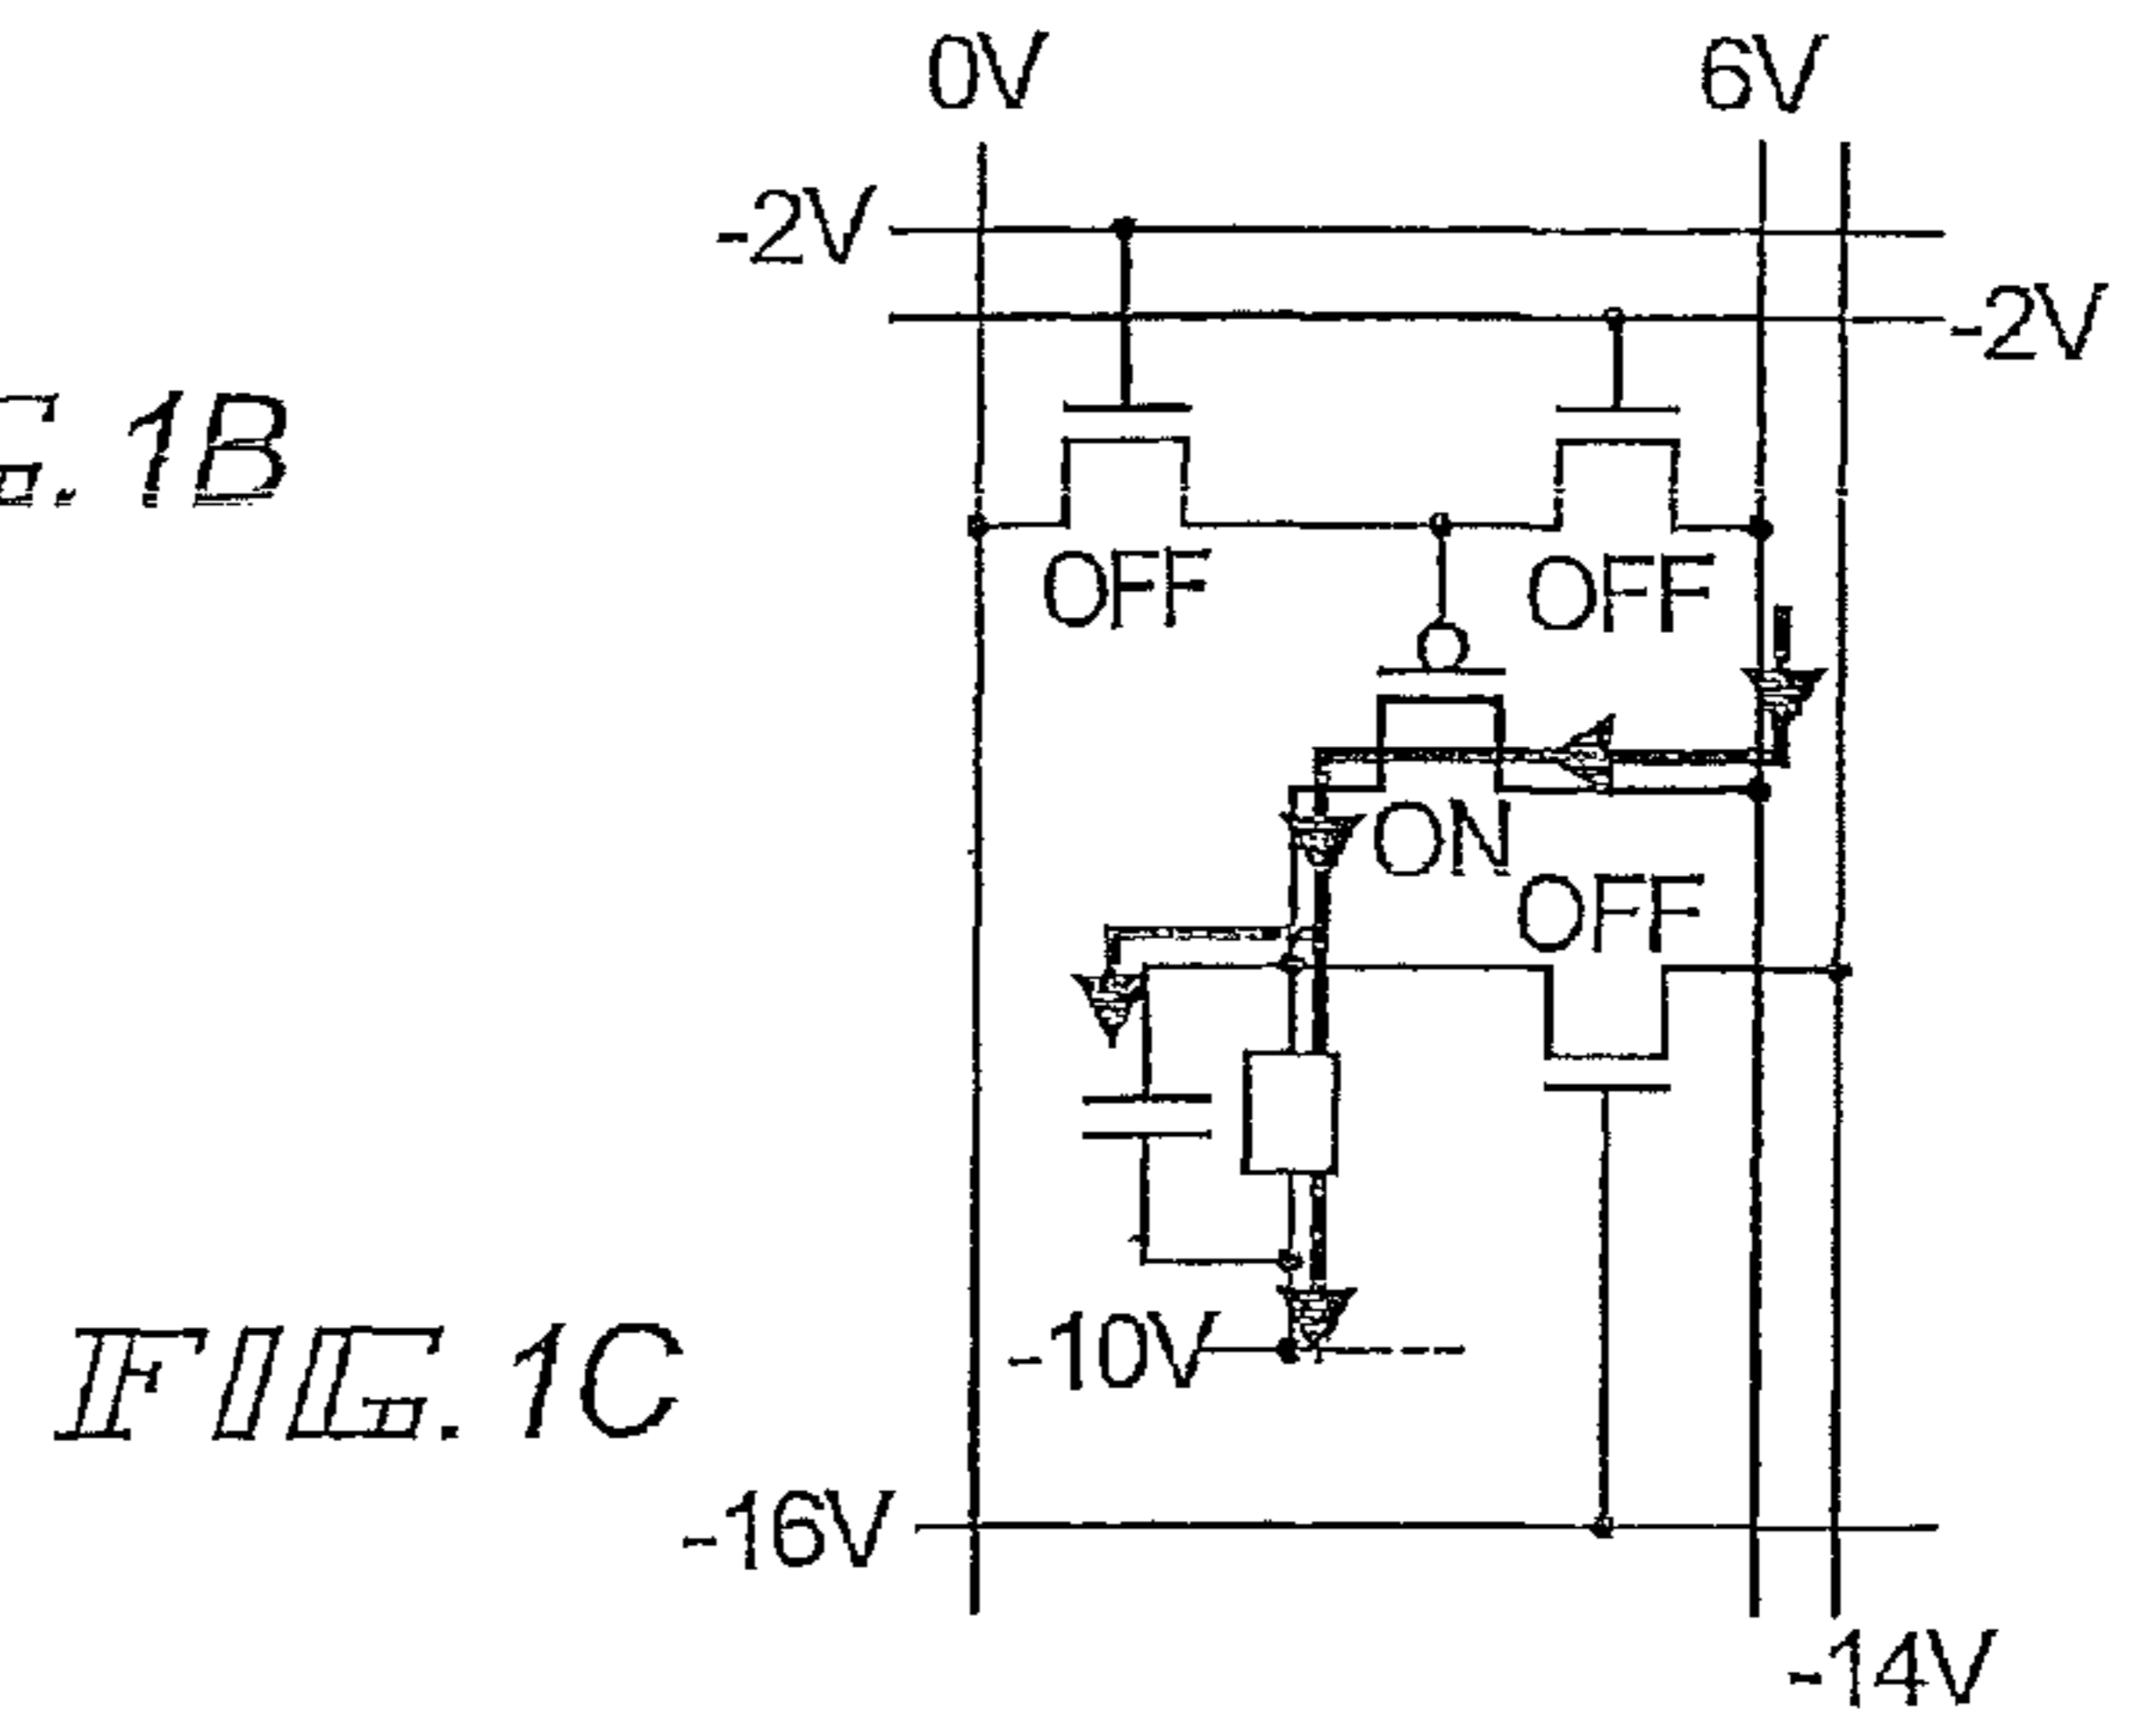 0V 6V
-2V
-2V
G. 1B
OFF OFF
ON
OFF
-10V
FIG. 1C
-16V
-14V